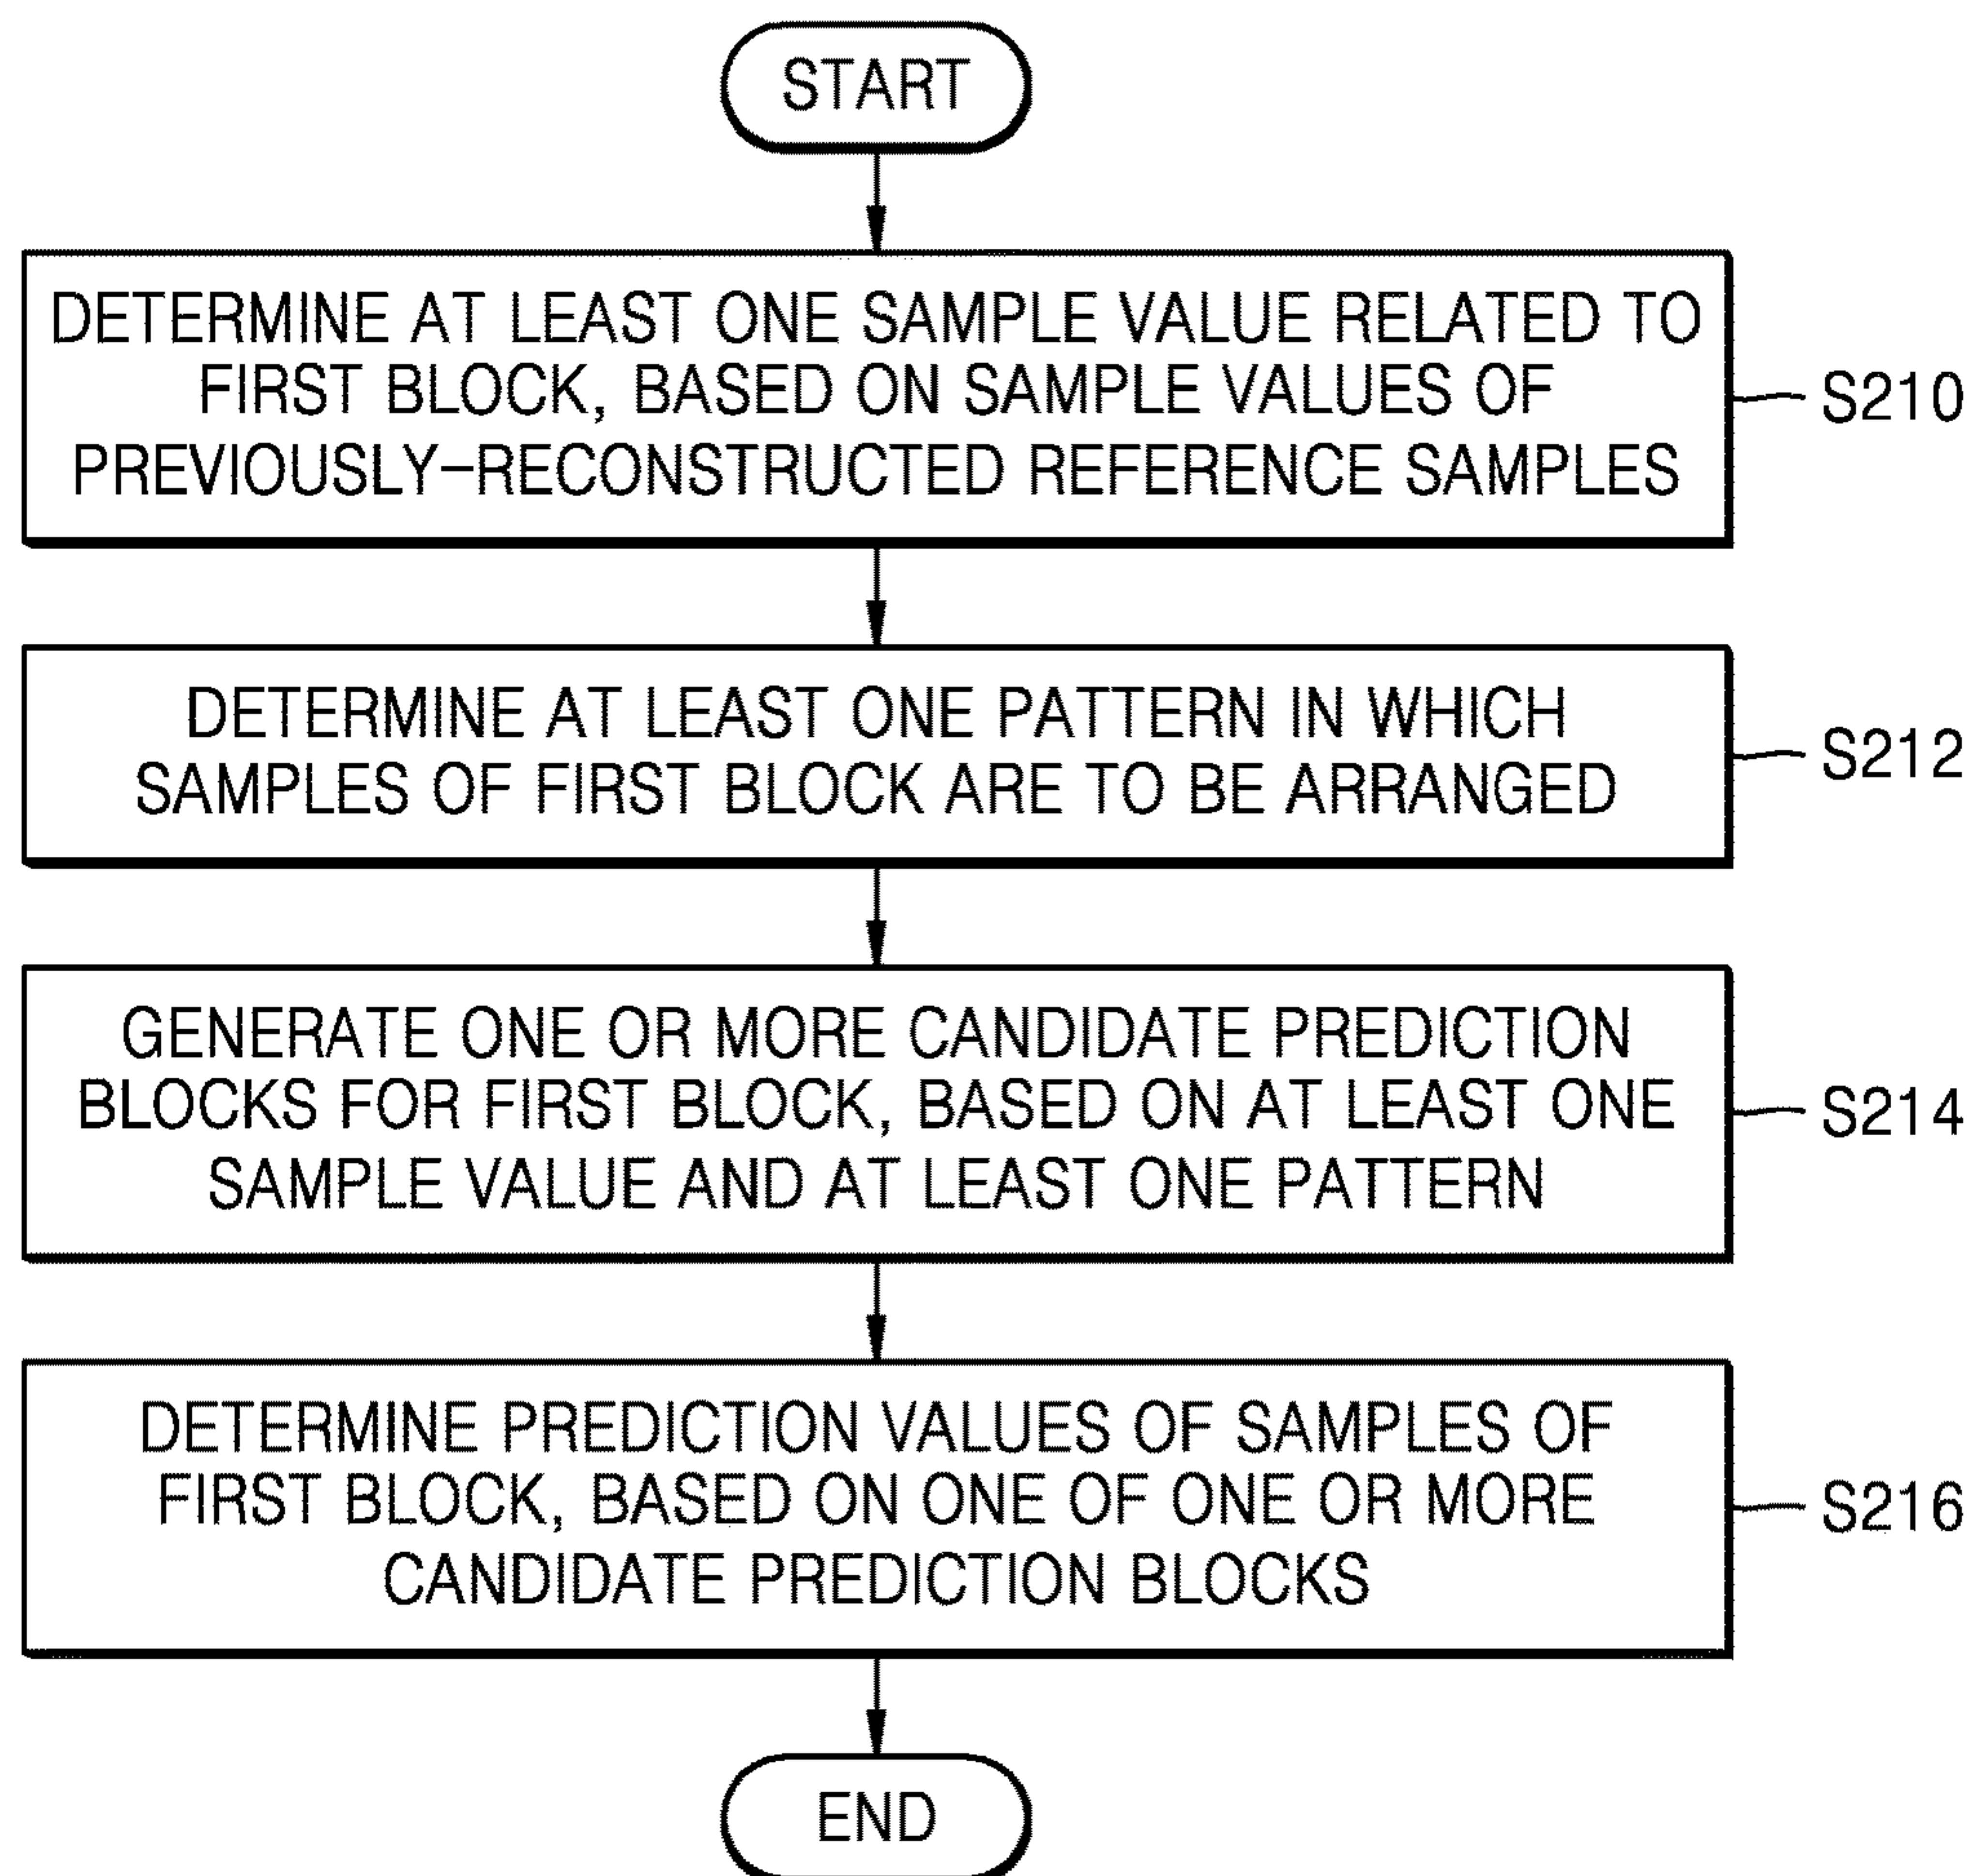 START
DETERMINE AT LEAST ONE SAMPLE VALUE RELATED TO
FIRST BLOCK, BASED ON SAMPLE VALUES OF
PREVIOUSLY-RECONSTRUCTED REFERENCE SAMPLES
S210
DETERMINE AT LEAST ONE PATTERN IN WHICH
SAMPLES OF FIRST BLOCK ARE TO BE ARRANGED
S212
GENERATE ONE OR MORE CANDIDATE PREDICTION
BLOCKS FOR FIRST BLOCK, BASED ON AT LEAST ONE
SAMPLE VALUE AND AT LEAST ONE PATTERN
S214
DETERMINE PREDICTION VALUES OF SAMPLES OF
FIRST BLOCK, BASED ON ONE OF ONE OR MORE
CANDIDATE PREDICTION BLOCKS
S216
END